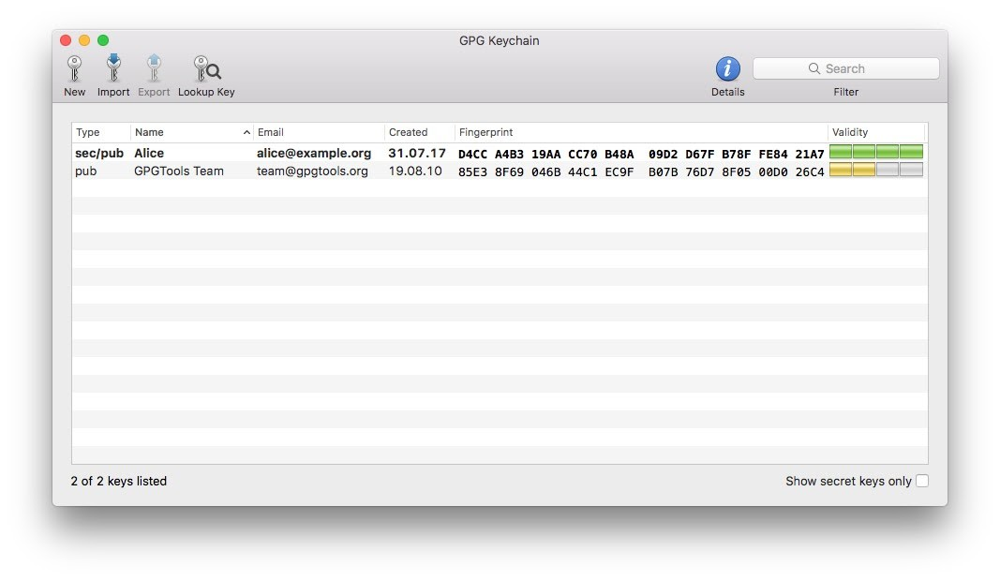 GPG Keychain
New Import Export Lookup Key Details Search Filter
Type Name Email Created Fingerprint Validity
sec/pub Alice alice@example.org 31.07.17 D4CC A4B3 19AA CC70 B48A 09D2 D67F B78F FE84 21A7
pub GPGTools Team team@gpgtools.org 19.08.10 85E3 8F69 046B 44C1 EC9F B07B 76D7 8F05 00D0 26C4
2 of 2 keys listed Show secret keys only